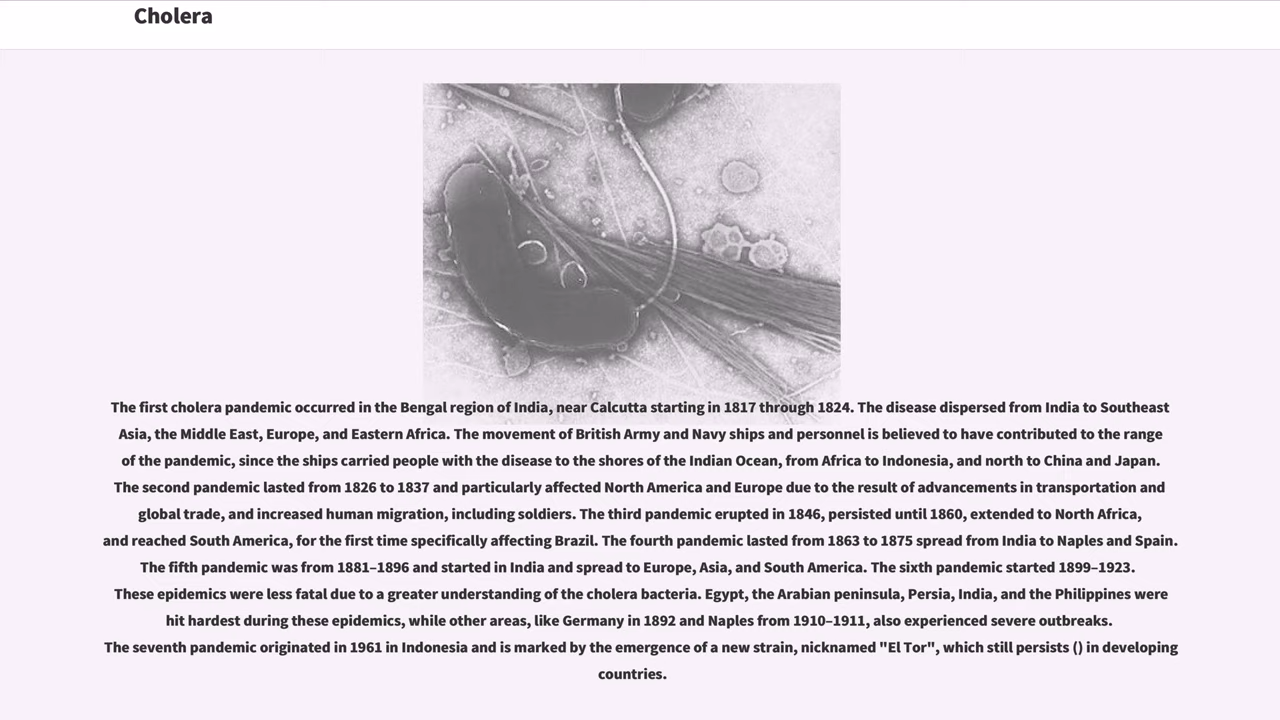 Cholera
The first cholera pandemic occurred in the Bengal region of India, near Calcutta starting in 1817 through 1824. The disease dispersed from India to Southeast
Asia, the Middle East, Europe, and Eastern Africa. The movement of British Army and Navy ships and personnel is believed to have contributed to the range
of the pandemic, since the ships carried people with the disease to the shores of the Indian Ocean, from Africa to Indonesia, and north to China and Japan.
The second pandemic lasted from 1826 to 1837 and particularly affected North America and Europe due to the result of advancements in transportation and
global trade, and increased human migration, including soldiers. The third pandemic erupted in 1846, persisted until 1860, extended to North Africa,
and reached South America, for the first time specifically affecting Brazil. The fourth pandemic lasted from 1863 to 1875 spread from India to Naples and Spain.
The fifth pandemic was from 1881–1896 and started in India and spread to Europe, Asia, and South America. The sixth pandemic started 1899–1923.
These epidemics were less fatal due to a greater understanding of the cholera bacteria. Egypt, the Arabian peninsula, Persia, India, and the Philippines were
hit hardest during these epidemics, while other areas, like Germany in 1892 and Naples from 1910–1911, also experienced severe outbreaks.
The seventh pandemic originated in 1961 in Indonesia and is marked by the emergence of a new strain, nicknamed "El Tor", which still persists () in developing
countries.